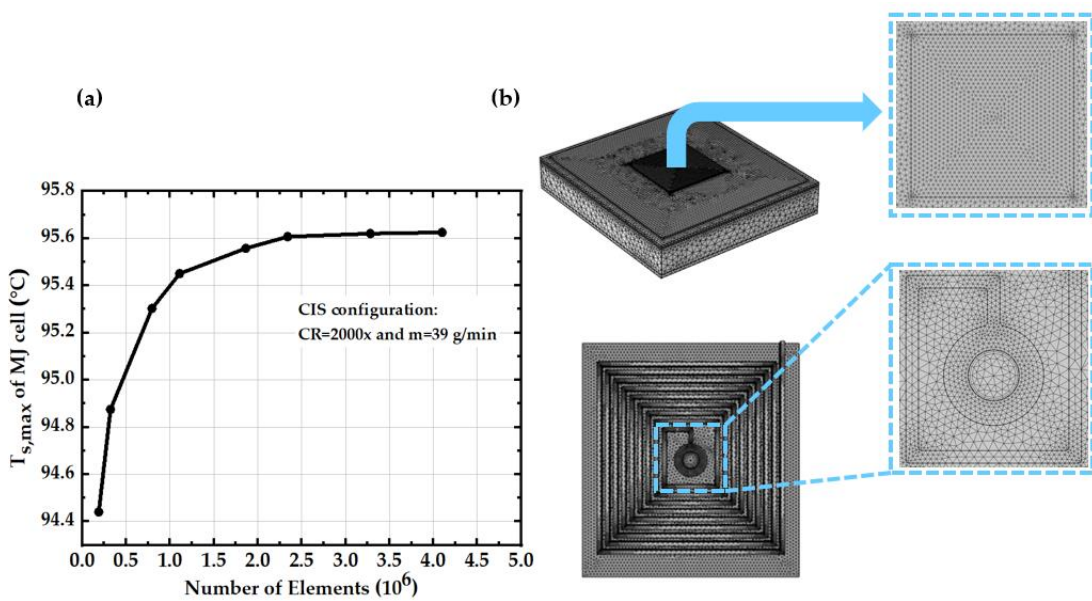 (a)
(b)
95.8
95.6
95.4
95.2
95.0
94.8
94.6
94.4
T_s,max of MJ cell (°C)
CIS configuration:
CR=2000x and m=39 g/min
0.0 0.5 1.0 1.5 2.0 2.5 3.0 3.5 4.0 4.5 5.0
Number of Elements (10⁶)